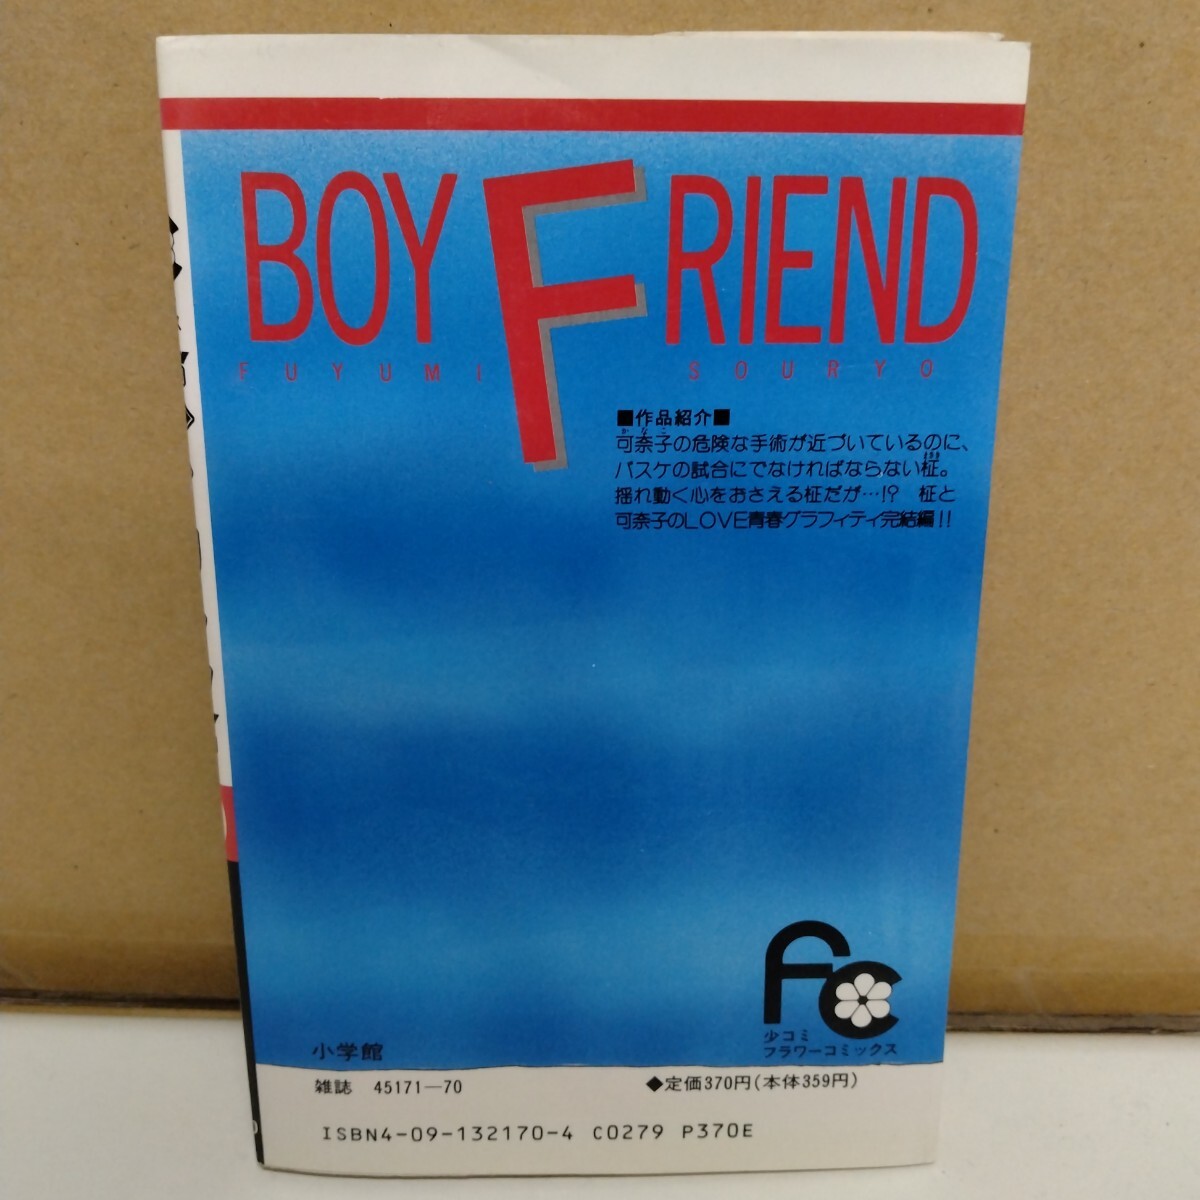 BOY FRIEND
FUYUMI SOURYO
■作品紹介■
可奈子の危険な手術が近づいているのに、
バスケの試合にでなければならない柾。
揺れ動く心をおさえる柾だが…!? 柾と
可奈子のLOVE青春グラフィティ完結編!!
fc
少コミ
フラワーコミックス
小学館
雑誌 45171—70
◆定価370円(本体359円)
ISBN4-09-132170-4 C0279 P370E